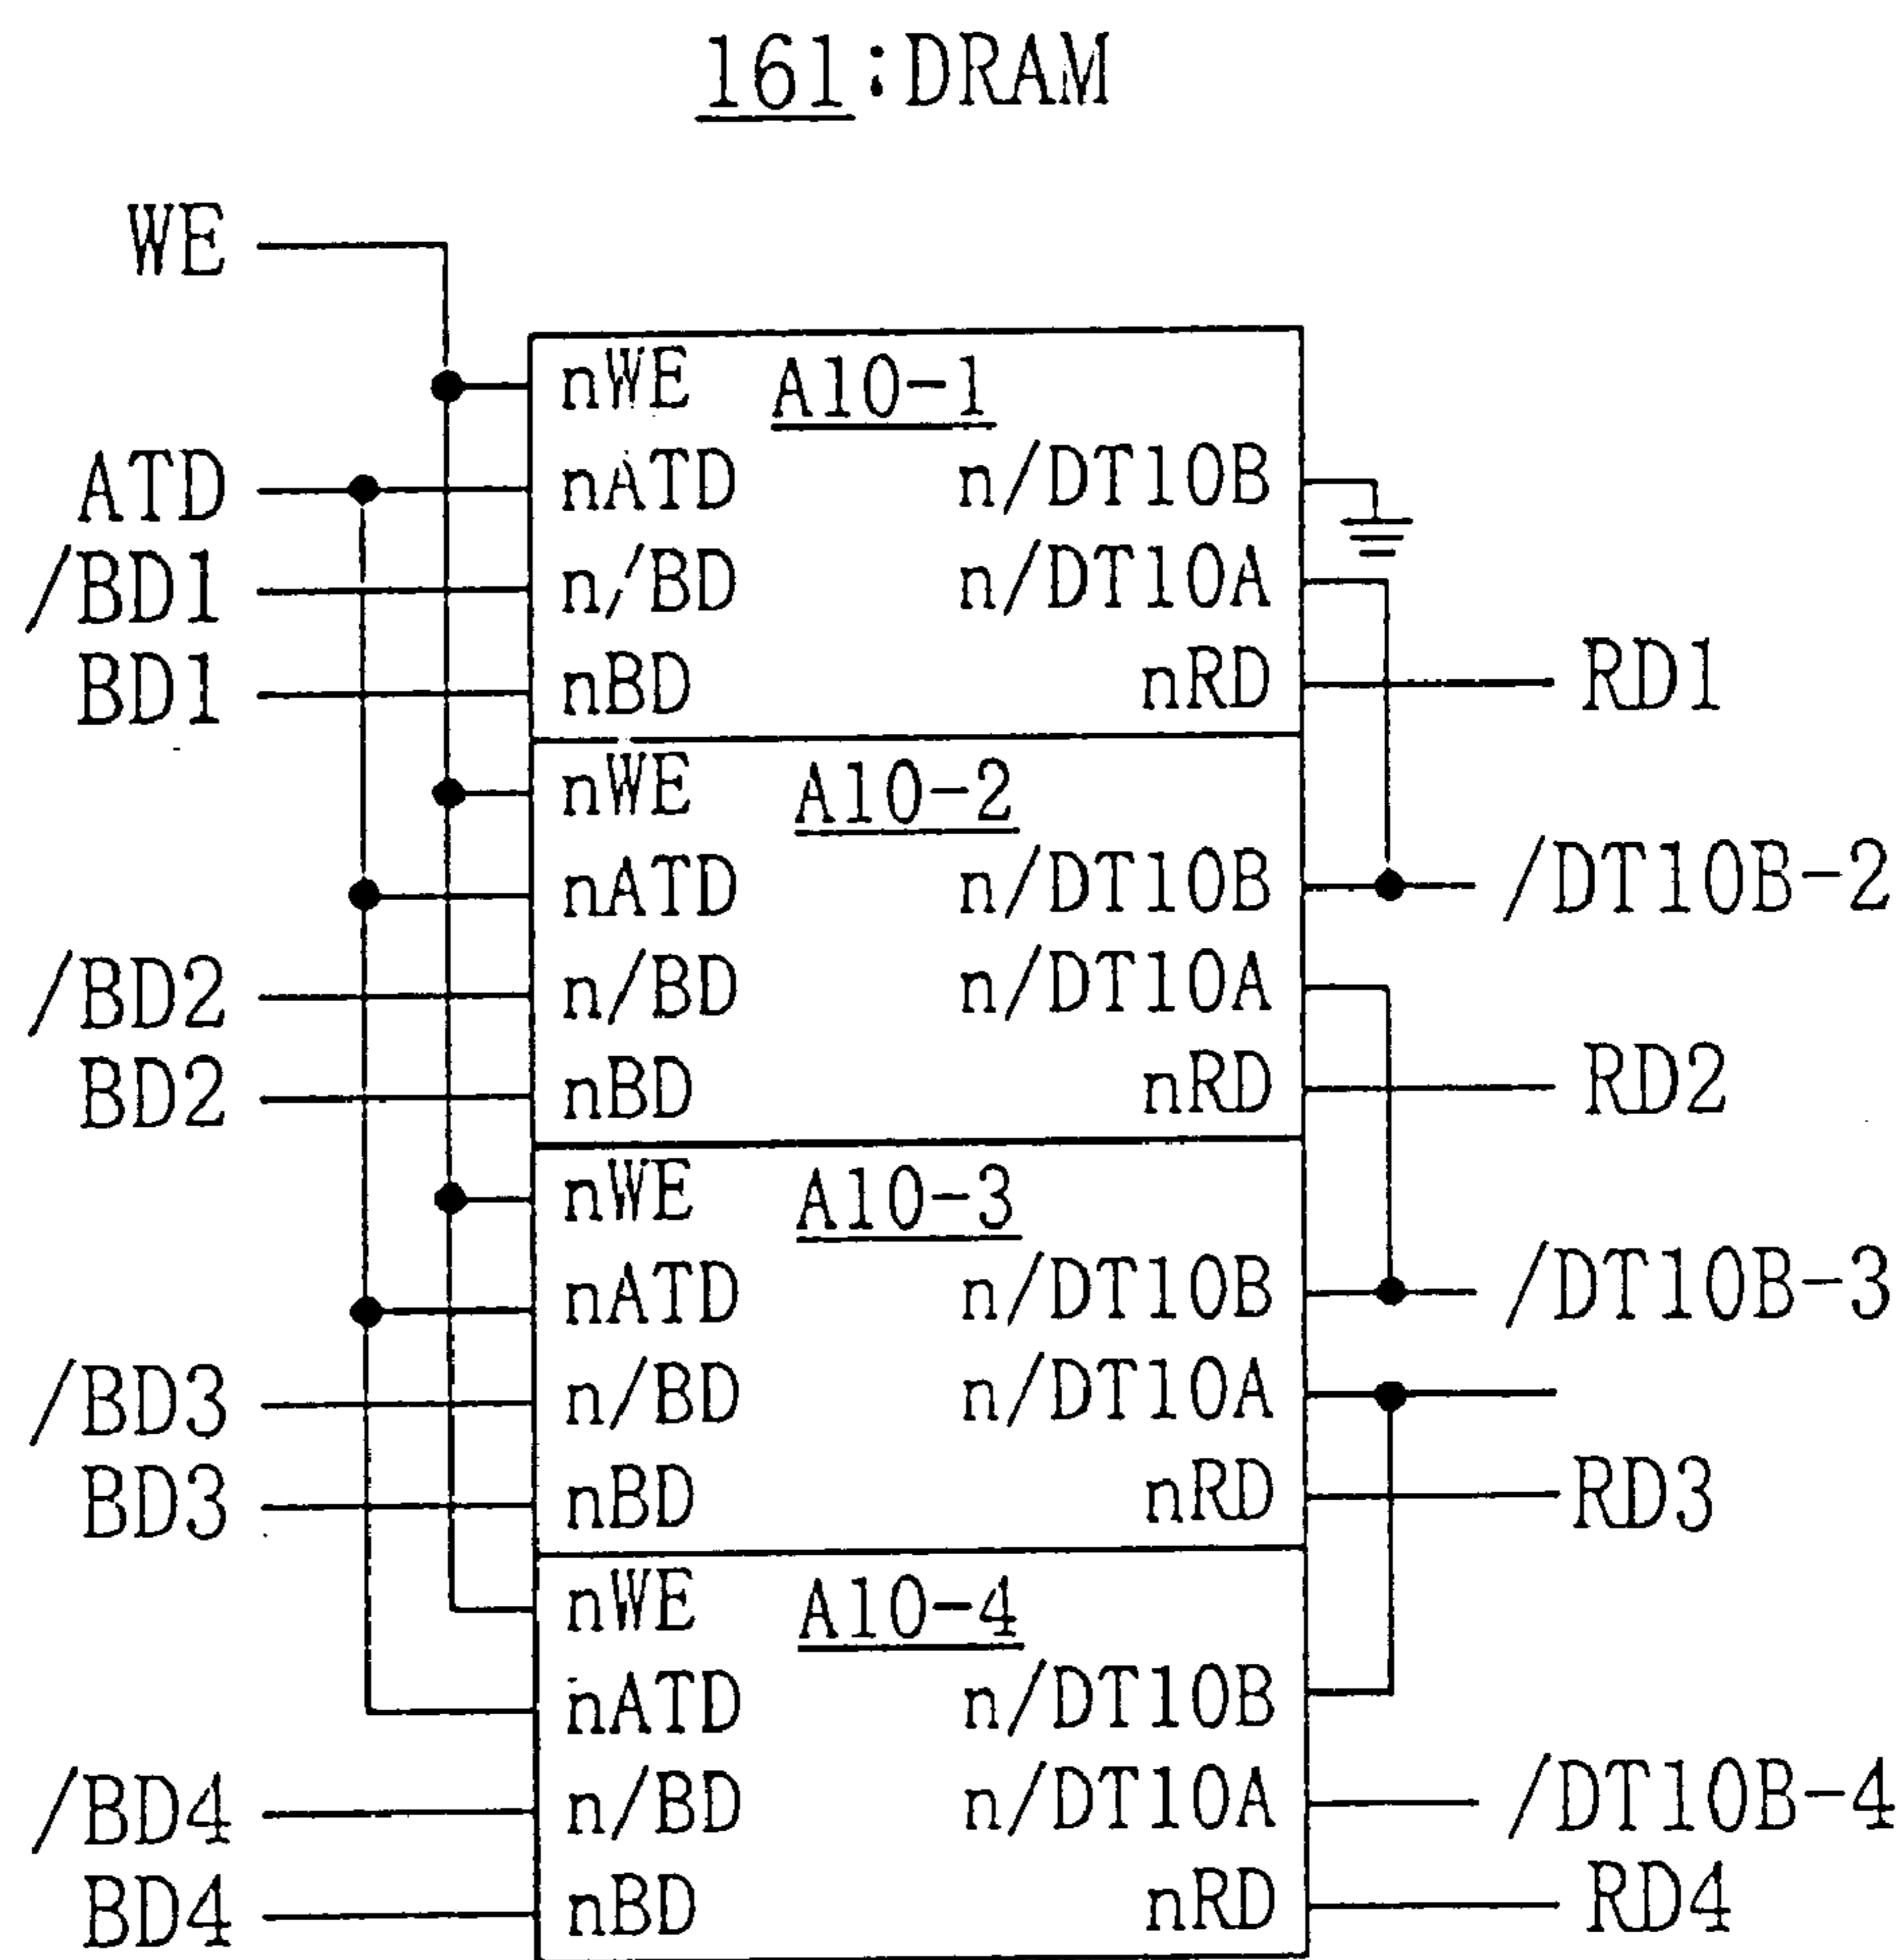 161:DRAM
WE
nWE A10-1
ATD nATD n/DT10B
/BD1 n/BD n/DT10A
BD1 nBD nRD RD1
nWE A10-2
nATD n/DT10B /DT10B-2
/BD2 n/BD n/DT10A
BD2 nBD nRD RD2
nWE A10-3
nATD n/DT10B /DT10B-3
/BD3 n/BD n/DT10A
BD3 nBD nRD RD3
nWE A10-4
nATD n/DT10B
/BD4 n/BD n/DT10A /DT10B-4
BD4 nBD nRD RD4